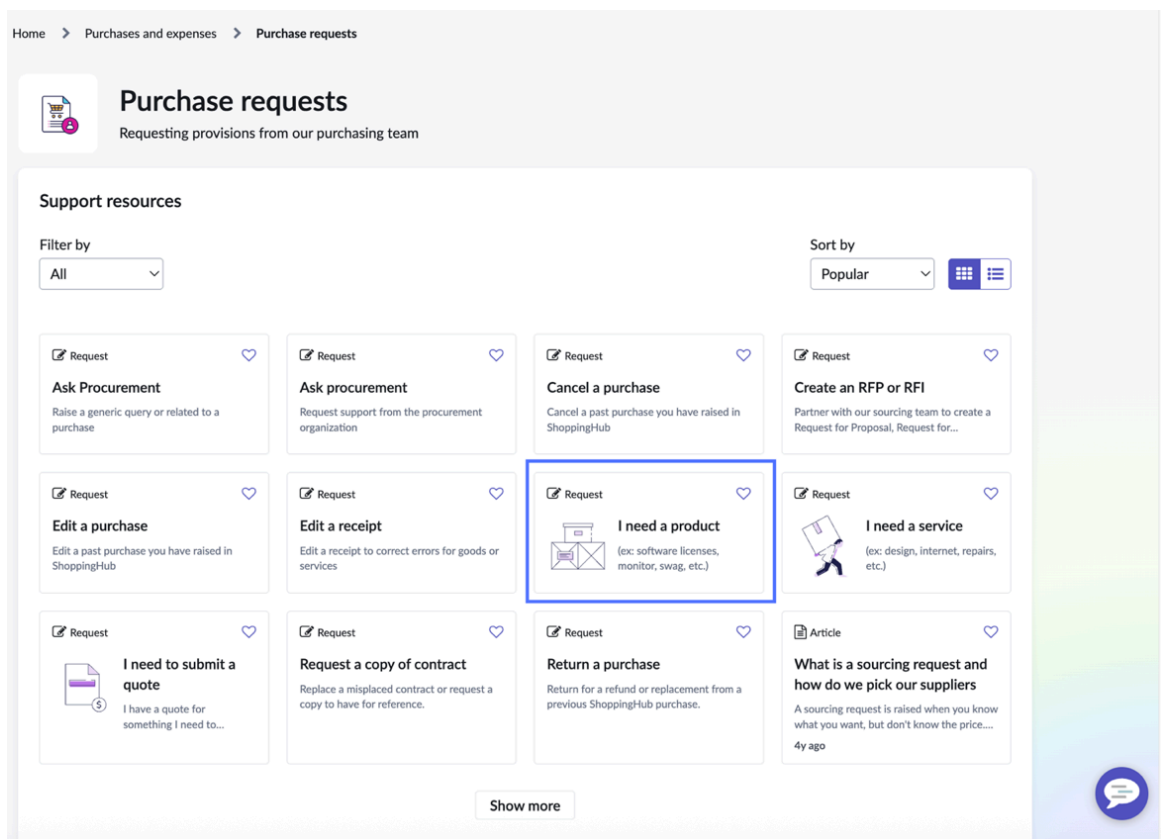 Home > Purchases and expenses > Purchase requests
Purchase requests
Requesting provisions from our purchasing team
Support resources
Filter by
All
Sort by
Popular
Request
Ask Procurement
Raise a generic query or related to a
purchase
Request
Ask procurement
Request support from the procurement
organization
Request
Cancel a purchase
Cancel a past purchase you have raised in
ShoppingHub
Request
Create an RFP or RFI
Partner with our sourcing team to create a
Request for Proposal, Request for...
Request
Edit a purchase
Edit a past purchase you have raised in
ShoppingHub
Request
Edit a receipt
Edit a receipt to correct errors for goods or
services
Request
I need a product
(ex: software licenses,
monitor, swag, etc.)
Request
I need a service
(ex: design, internet, repairs,
etc.)
Request
I need to submit a
quote
I have a quote for
something I need to...
$
Request
Request a copy of contract
Replace a misplaced contract or request a
copy to have for reference.
Request
Return a purchase
Return for a refund or replacement from a
previous ShoppingHub purchase.
Article
What is a sourcing request and
how do we pick our suppliers
A sourcing request is raised when you know
what you want, but don't know the price....
4y ago
Show more